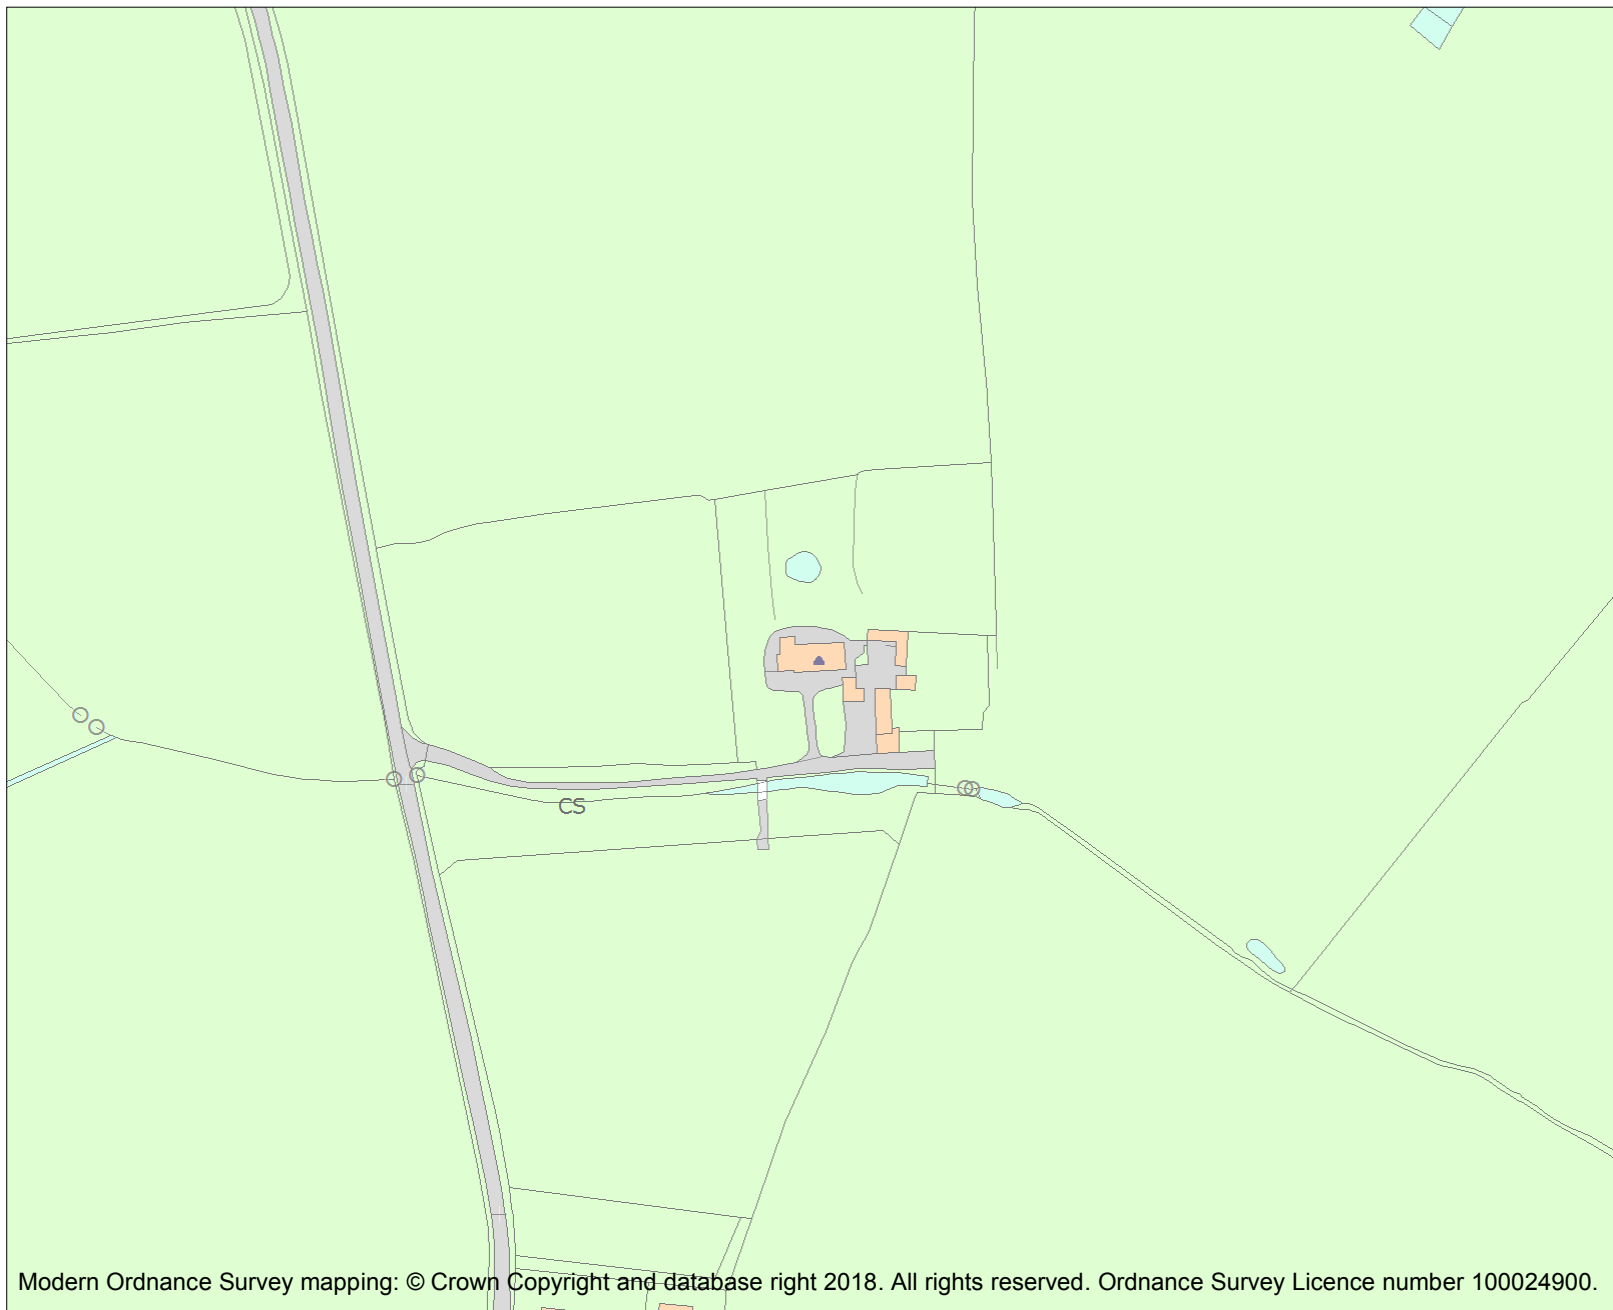 CS
Modern Ordnance Survey mapping: © Crown Copyright and database right 2018. All rights reserved. Ordnance Survey Licence number 100024900.